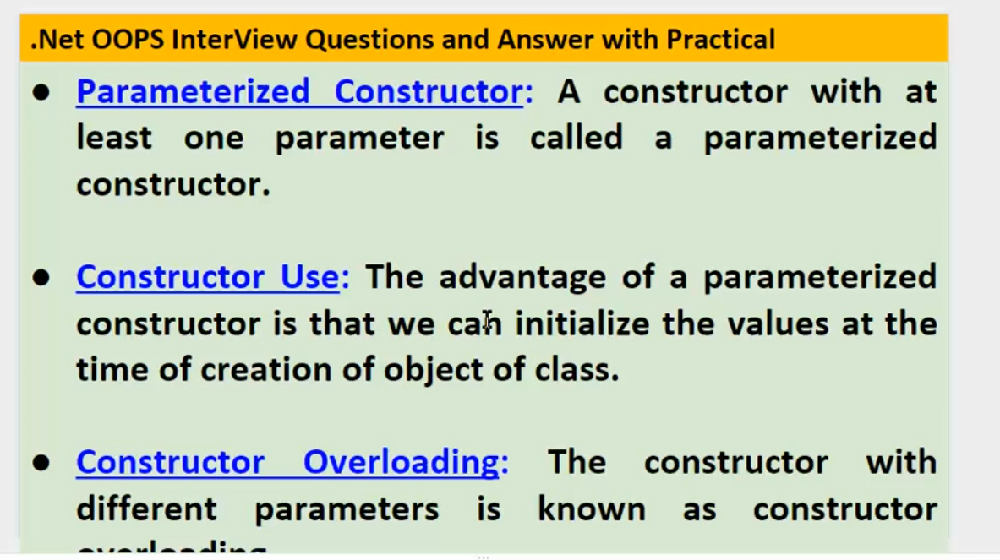 .Net OOPS InterView Questions and Answer with Practical
● Parameterized Constructor: A constructor with at
least one parameter is called a parameterized
constructor.
● Constructor Use: The advantage of a parameterized
constructor is that we can initialize the values at the
time of creation of object of class.
● Constructor Overloading: The constructor with
different parameters is known as constructor
overloading